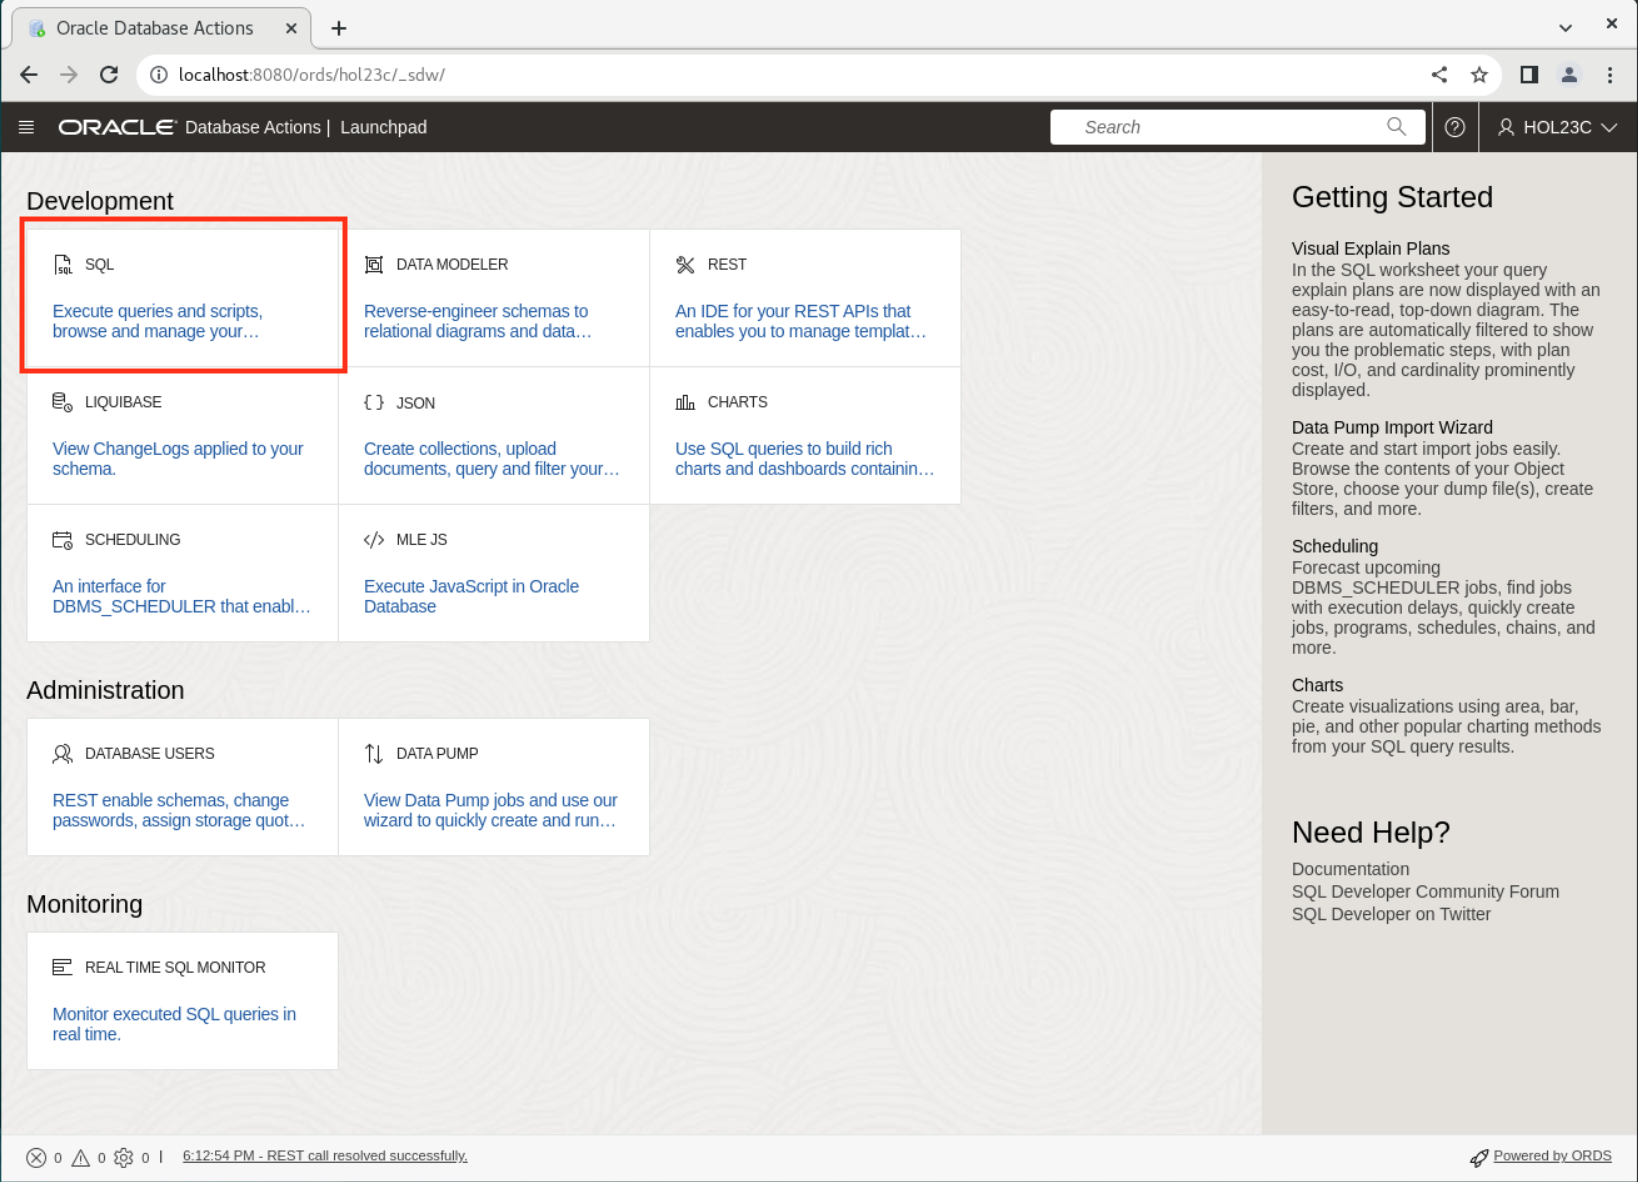 Oracle Database Actions
localhost:8080/ords/hol23c/_sdw/
ORACLE Database Actions | Launchpad
Search
HOL23C
Development
SQL
Execute queries and scripts,
browse and manage your…
DATA MODELER
Reverse-engineer schemas to
relational diagrams and data…
REST
An IDE for your REST APIs that
enables you to manage templat…
LIQUIBASE
View ChangeLogs applied to your
schema.
JSON
Create collections, upload
documents, query and filter your…
CHARTS
Use SQL queries to build rich
charts and dashboards containin…
SCHEDULING
An interface for
DBMS_SCHEDULER that enabl…
MLE JS
Execute JavaScript in Oracle
Database
Administration
DATABASE USERS
REST enable schemas, change
passwords, assign storage quot…
DATA PUMP
View Data Pump jobs and use our
wizard to quickly create and run…
Monitoring
REAL TIME SQL MONITOR
Monitor executed SQL queries in
real time.
Getting Started
Visual Explain Plans
In the SQL worksheet your query
explain plans are now displayed with an
easy-to-read, top-down diagram. The
plans are automatically filtered to show
you the problematic steps, with plan
cost, I/O, and cardinality prominently
displayed.
Data Pump Import Wizard
Create and start import jobs easily.
Browse the contents of your Object
Store, choose your dump file(s), create
filters, and more.
Scheduling
Forecast upcoming
DBMS_SCHEDULER jobs, find jobs
with execution delays, quickly create
jobs, programs, schedules, chains, and
more.
Charts
Create visualizations using area, bar,
pie, and other popular charting methods
from your SQL query results.
Need Help?
Documentation
SQL Developer Community Forum
SQL Developer on Twitter
0 0 0 | 6:12:54 PM - REST call resolved successfully.
Powered by ORDS